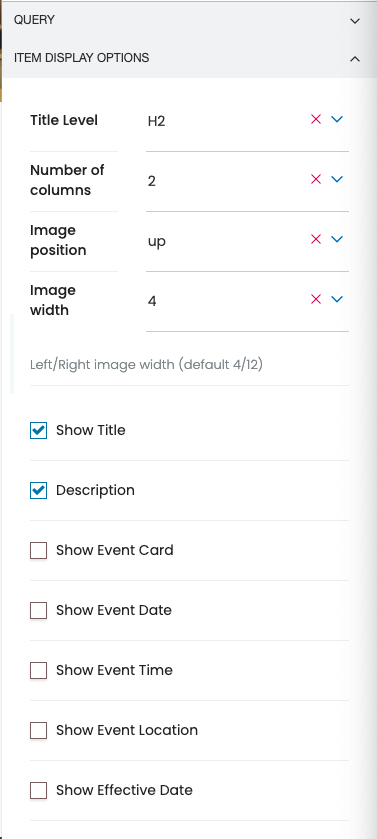 QUERY
ITEM DISPLAY OPTIONS
Title Level
H2
Number of
columns
2
Image
position
up
Image
width
4
Left/Right image width (default 4/12)
Show Title
Description
Show Event Card
Show Event Date
Show Event Time
Show Event Location
Show Effective Date